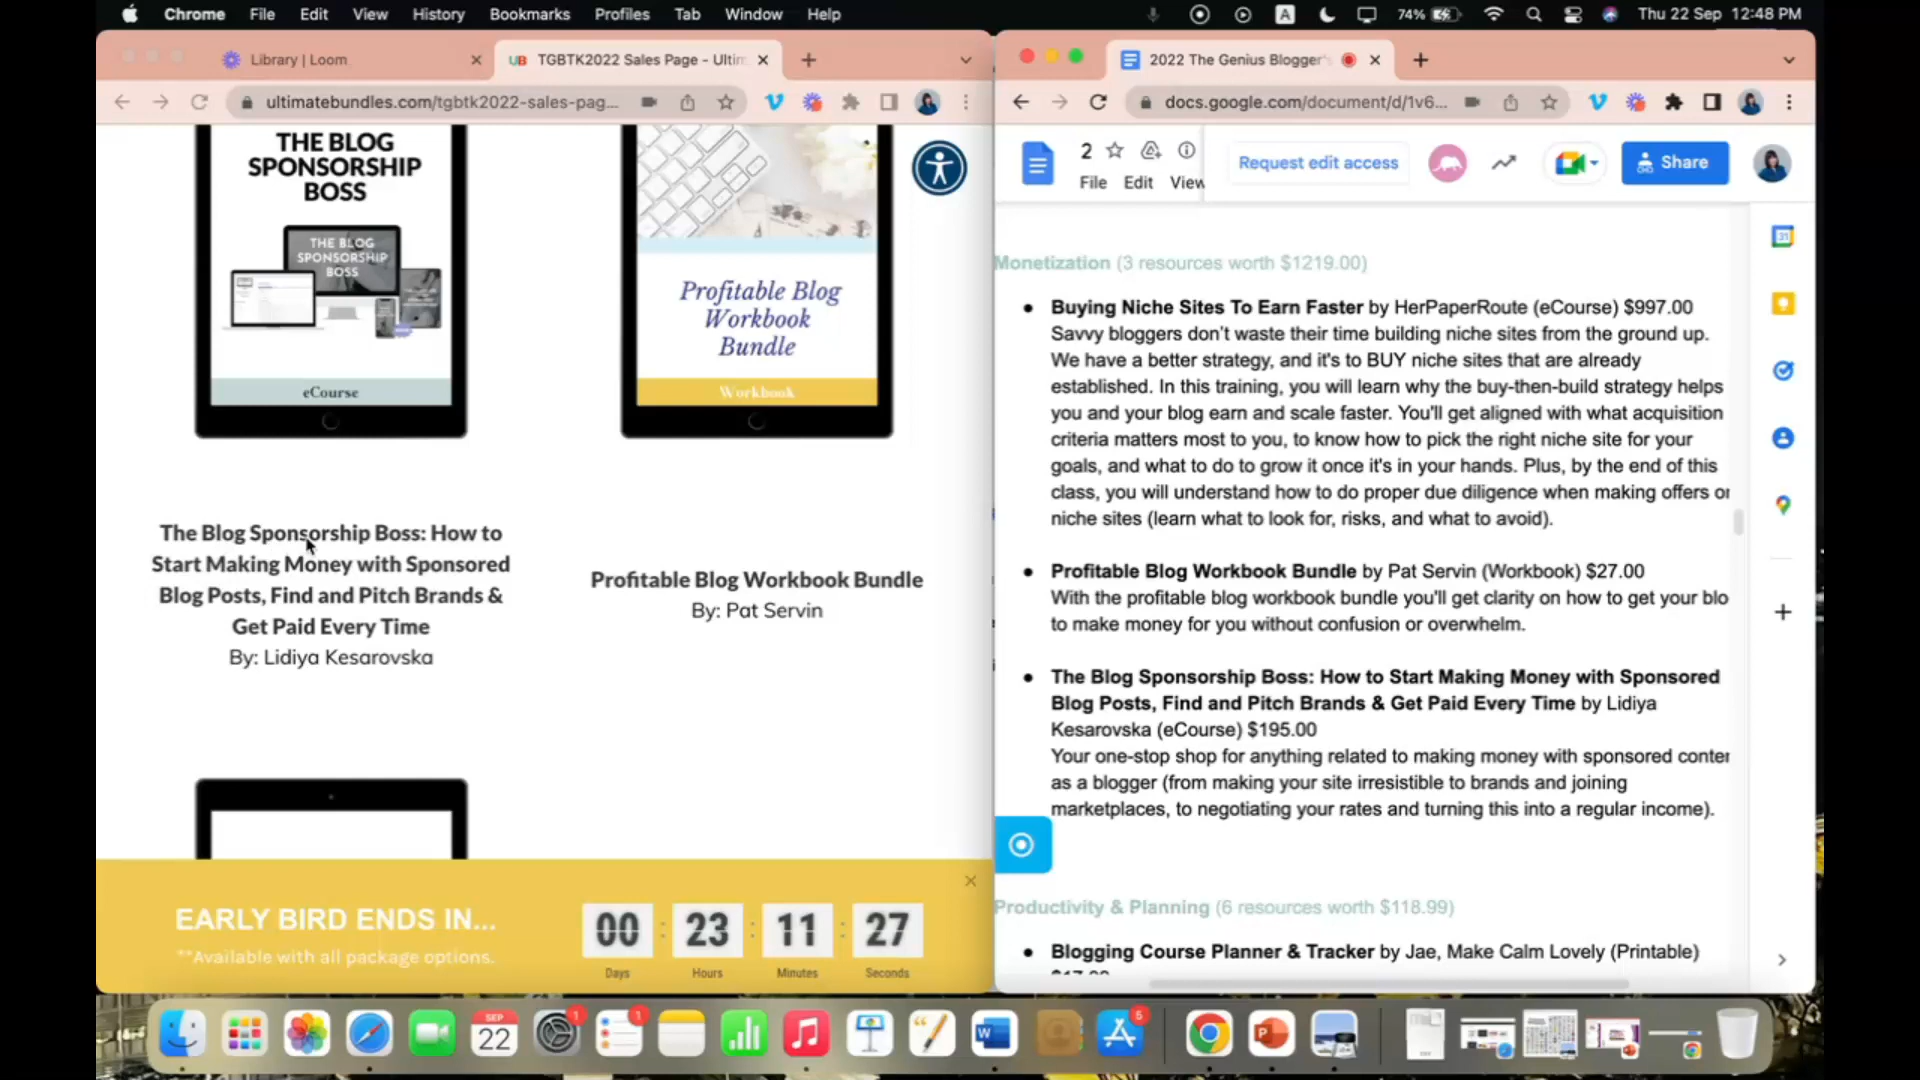 Chrome File Edit View History Bookmarks Profiles Tab Window Help
A 74% Thu 22 Sep 12:48 PM
Library | Loom
UB TGBTK2022 Sales Page - Ultim
ultimatebundles.com/tgbtk2022-sales-pag...
THE BLOG
SPONSORSHIP
BOSS
THE BLOG
SPONSORSHIP
BOSS
eCourse
Profitable Blog
Workbook
Bundle
Workbook
The Blog Sponsorship Boss: How to
Start Making Money with Sponsored
Blog Posts, Find and Pitch Brands &
Get Paid Every Time
By: Lidiya Kesarovska
Profitable Blog Workbook Bundle
By: Pat Servin
EARLY BIRD ENDS IN...
**Available with all package options.
00 : 23 : 11 : 27
Days Hours Minutes Seconds
2022 The Genius Blogger's
docs.google.com/document/d/1v6...
2
File Edit View
Request edit access
Share
31
Monetization (3 resources worth $1219.00)
Buying Niche Sites To Earn Faster by HerPaperRoute (eCourse) $997.00
Savvy bloggers don't waste their time building niche sites from the ground up.
We have a better strategy, and it's to BUY niche sites that are already
established. In this training, you will learn why the buy-then-build strategy helps
you and your blog earn and scale faster. You'll get aligned with what acquisition
criteria matters most to you, to know how to pick the right niche site for your
goals, and what to do to grow it once it's in your hands. Plus, by the end of this
class, you will understand how to do proper due diligence when making offers or
niche sites (learn what to look for, risks, and what to avoid).
Profitable Blog Workbook Bundle by Pat Servin (Workbook) $27.00
With the profitable blog workbook bundle you'll get clarity on how to get your blo
to make money for you without confusion or overwhelm.
The Blog Sponsorship Boss: How to Start Making Money with Sponsored
Blog Posts, Find and Pitch Brands & Get Paid Every Time by Lidiya
Kesarovska (eCourse) $195.00
Your one-stop shop for anything related to making money with sponsored conter
as a blogger (from making your site irresistible to brands and joining
marketplaces, to negotiating your rates and turning this into a regular income).
Productivity & Planning (6 resources worth $118.99)
Blogging Course Planner & Tracker by Jae, Make Calm Lovely (Printable)
SEP
22
1
1
W
5
P